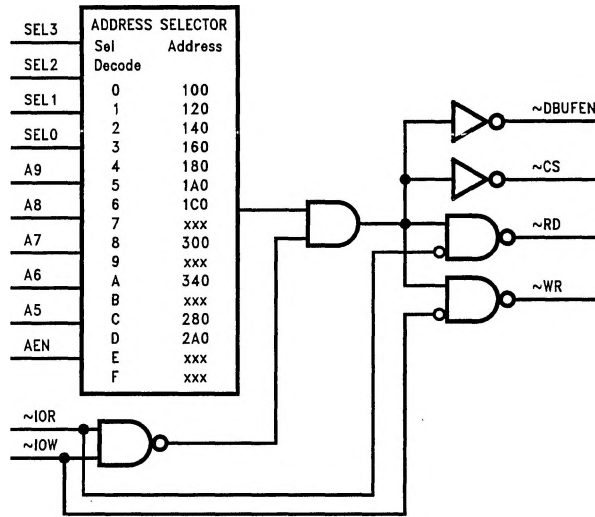 ADDRESS SELECTOR
Sel Address
Decode
0 100
1 120
2 140
3 160
4 180
5 1A0
6 1C0
7 xxx
8 300
9 xxx
A 340
B xxx
C 280
D 2A0
E xxx
F xxx
SEL3
SEL2
SEL1
SEL0
A9
A8
A7
A6
A5
AEN
~IOR
~IOW
~DBUFEN
~CS
~RD
~WR